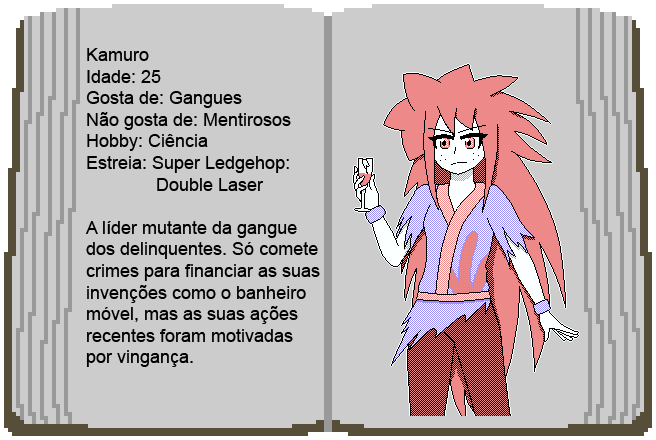 Kamuro
Idade: 25
Gosta de: Gangues
Não gosta de: Mentirosos
Hobby: Ciência
Estreia: Super Ledgehop:
Double Laser
A líder mutante da gangue
dos delinquentes. Só comete
crimes para financiar as suas
invenções como o banheiro
móvel, mas as suas ações
recentes foram motivadas
por vingança.